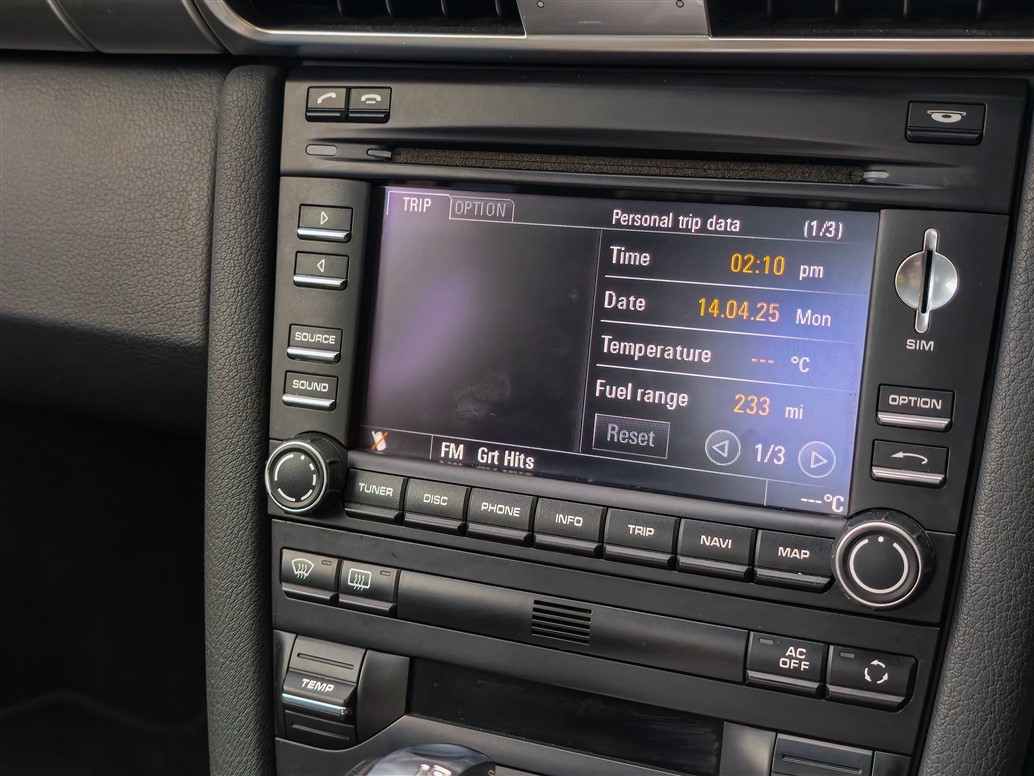 TRIP OPTION Personal trip data (1/3)
Time 02:10 pm
Date 14.04.25 Mon
Temperature --- °C
Fuel range 233 mi
Reset 1/3
FM Grt Hits
---°C
SOURCE
SOUND
SIM
OPTION
TUNER DISC PHONE INFO TRIP NAVI MAP
AC
OFF
TEMP